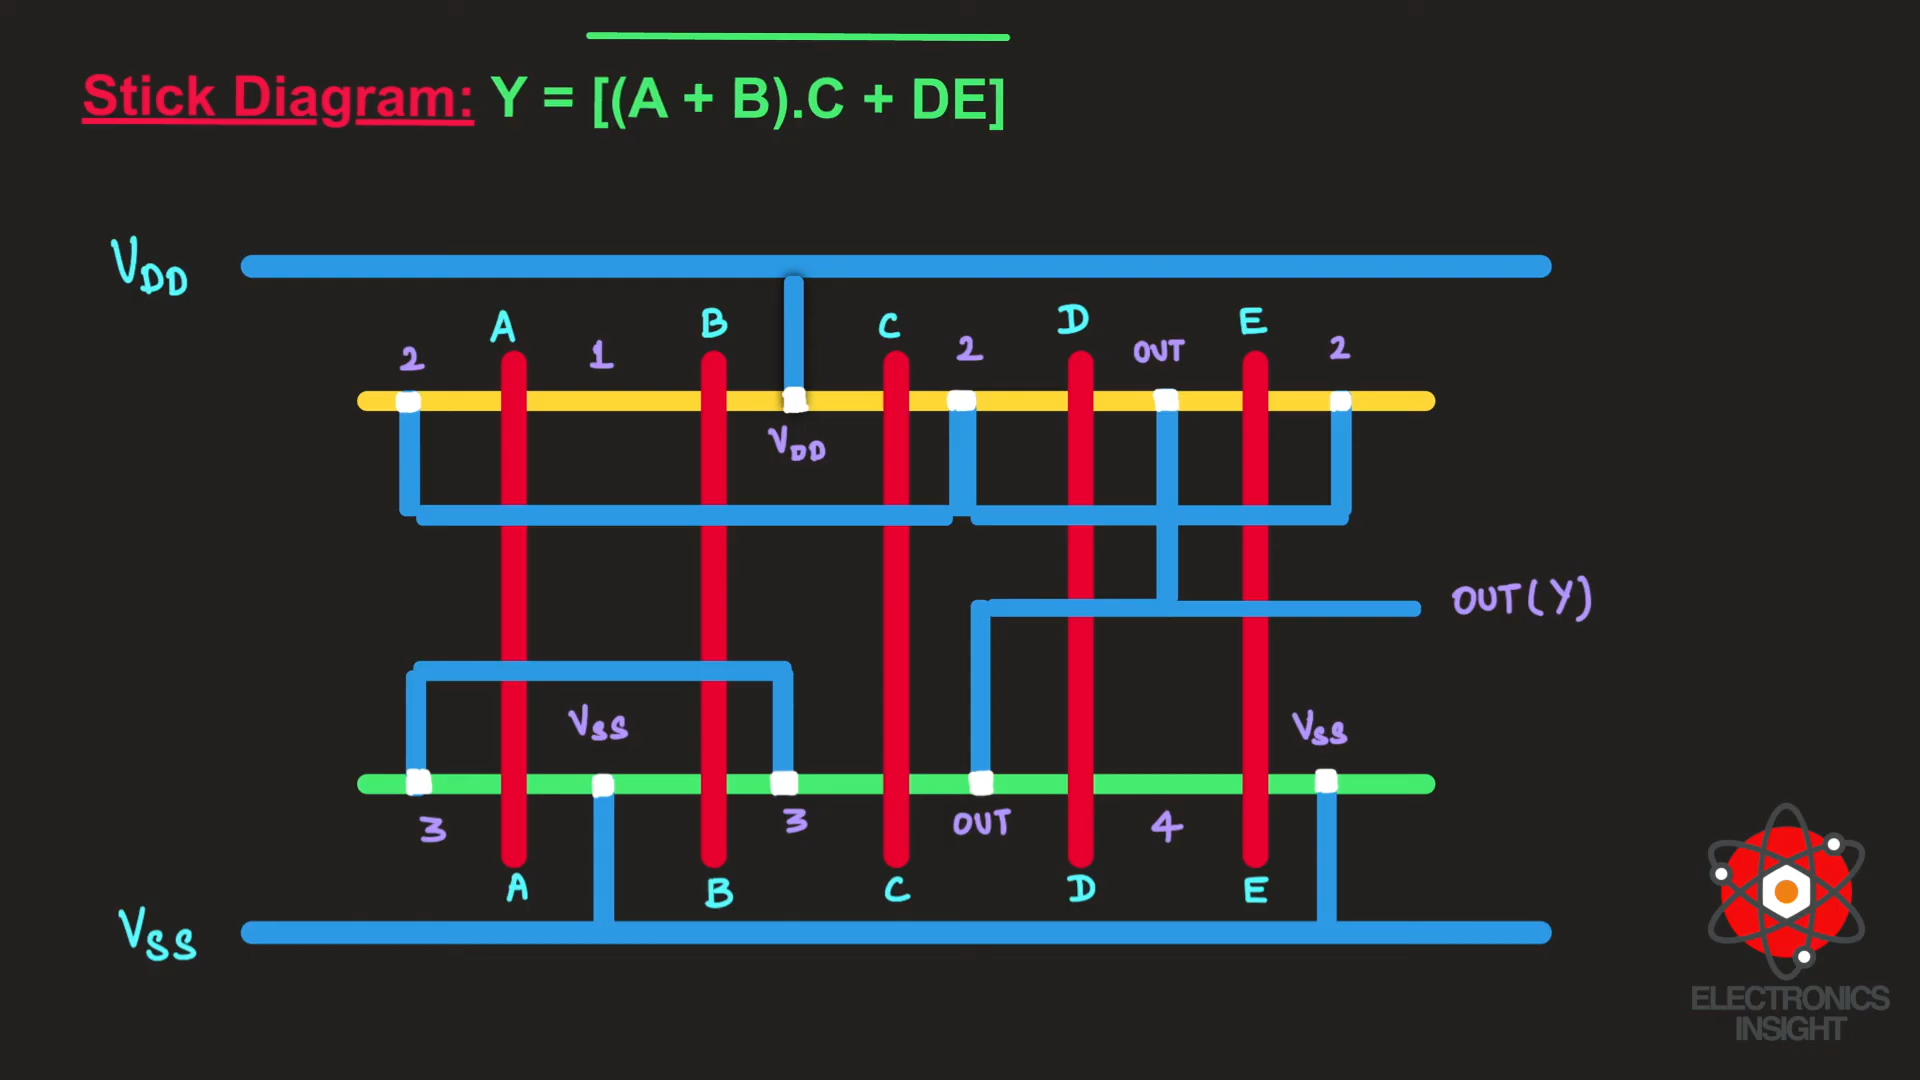 Stick Diagram: Y = [(A + B).C + DE]
VDD
A B C D E
2 1 2 OUT 2
VDD
OUT(Y)
VSS VSS
3 3 OUT 4
A B C D E
VSS
ELECTRONICS
INSIGHT